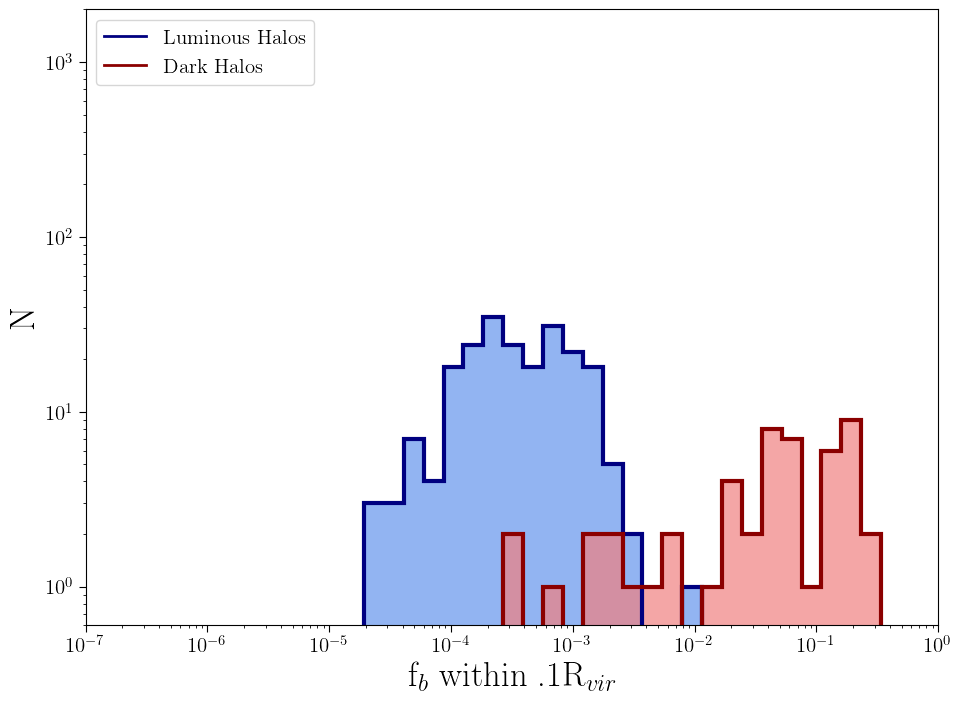 Luminous Halos
Dark Halos
10³
10²
10¹
10⁰
N
10⁻⁷ 10⁻⁶ 10⁻⁵ 10⁻⁴ 10⁻³ 10⁻² 10⁻¹ 10⁰
f_b within .1R_vir